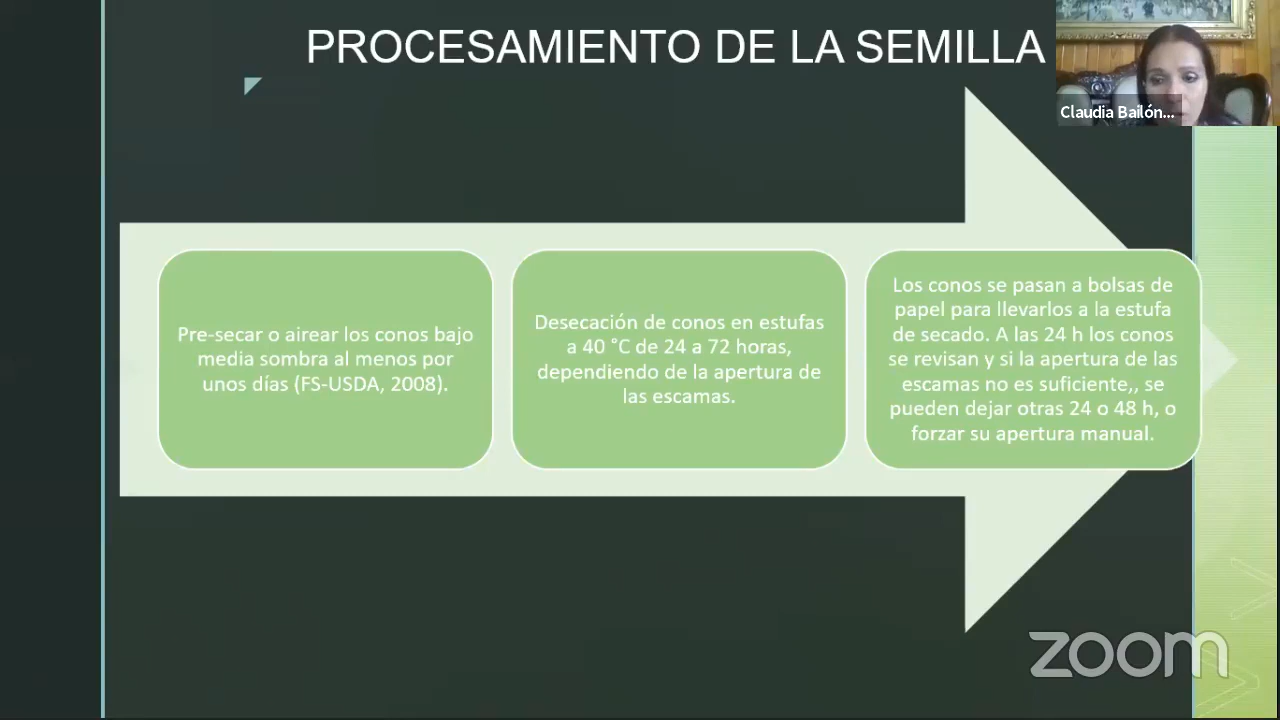 PROCESAMIENTO DE LA SEMILLA
Claudia Bailón...
Pre-secar o airear los conos bajo
media sombra al menos por
unos días (FS-USDA, 2008).
Desecación de conos en estufas
a 40 °C de 24 a 72 horas,
dependiendo de la apertura de
las escamas.
Los conos se pasan a bolsas de
papel para llevarlos a la estufa
de secado. A las 24 h los conos
se revisan y si la apertura de las
escamas no es suficiente,, se
pueden dejar otras 24 o 48 h, o
forzar su apertura manual.
zoom